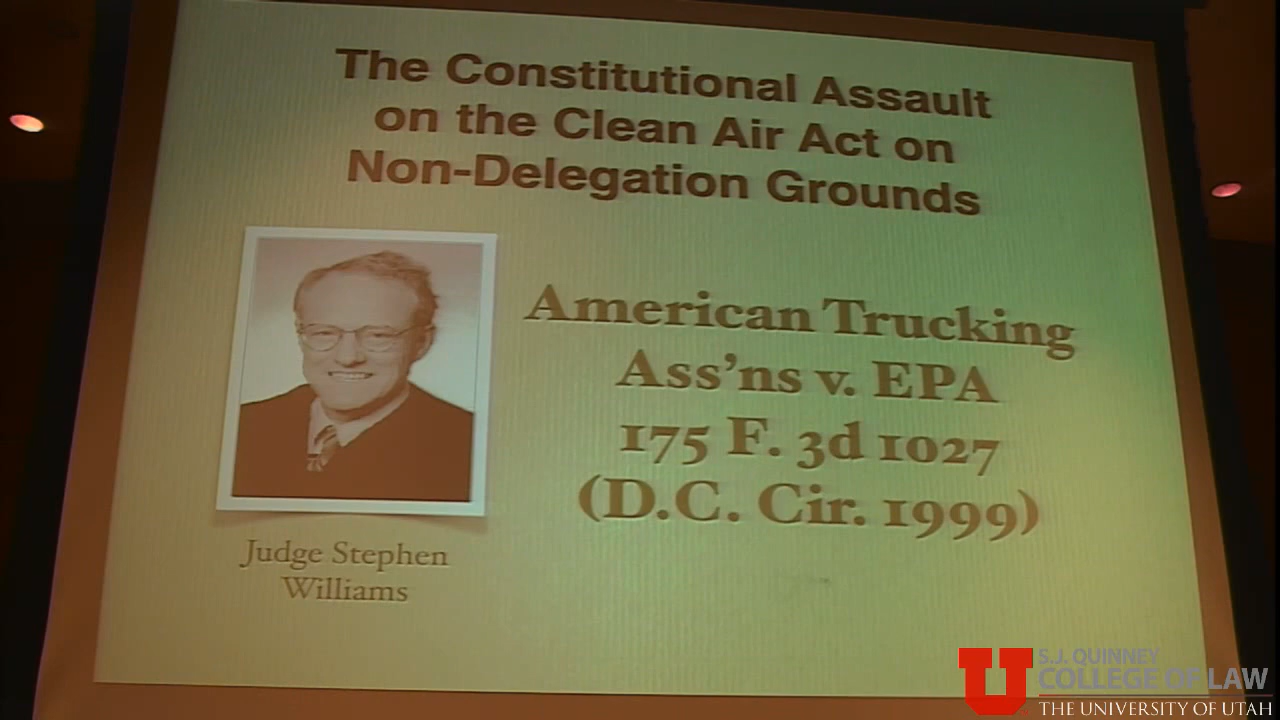 The Constitutional Assault
on the Clean Air Act on
Non-Delegation Grounds
American Trucking
Ass'ns v. EPA
175 F. 3d 1027
(D.C. Cir. 1999)
Judge Stephen
Williams
U
S.J. QUINNEY
COLLEGE OF LAW
THE UNIVERSITY OF UTAH